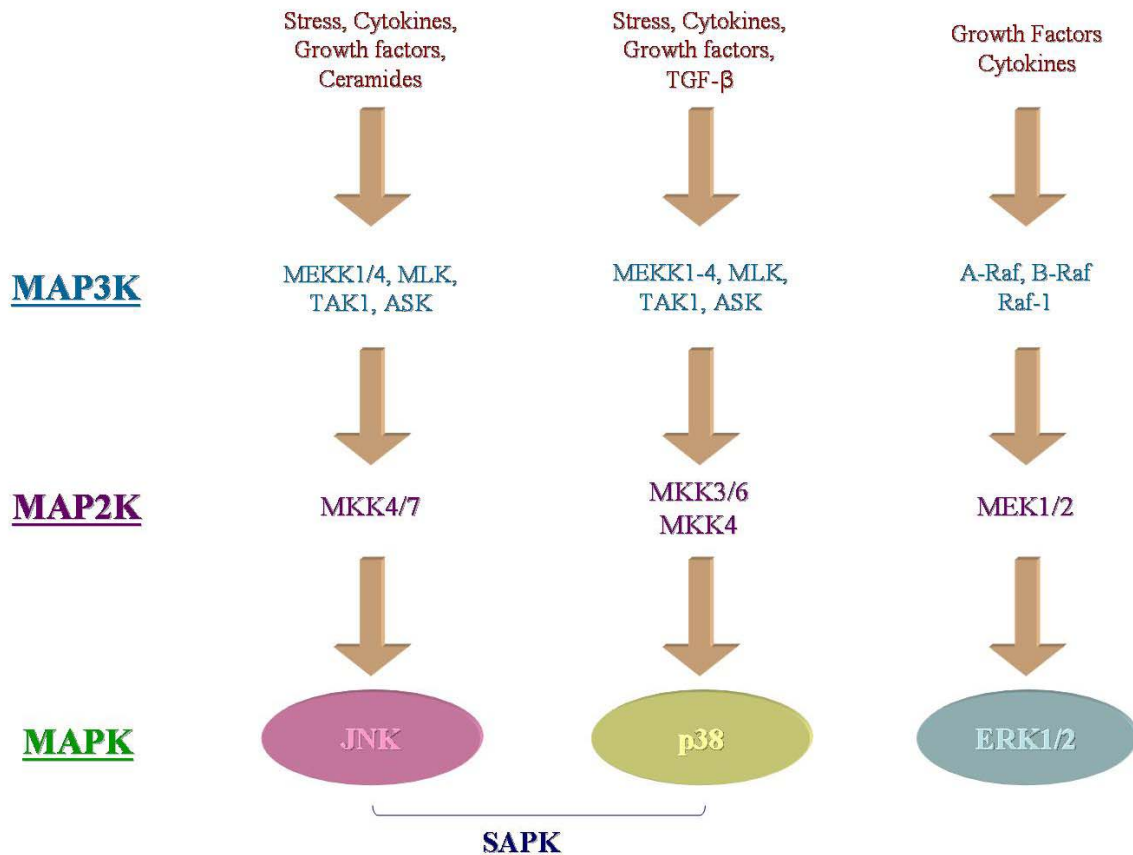 Stress, Cytokines,
Growth factors,
Ceramides
Stress, Cytokines,
Growth factors,
TGF-β
Growth Factors
Cytokines
MAP3K
MEKK1/4, MLK,
TAK1, ASK
MEKK1-4, MLK,
TAK1, ASK
A-Raf, B-Raf
Raf-1
MAP2K
MKK4/7
MKK3/6
MKK4
MEK1/2
MAPK
JNK
p38
ERK1/2
SAPK